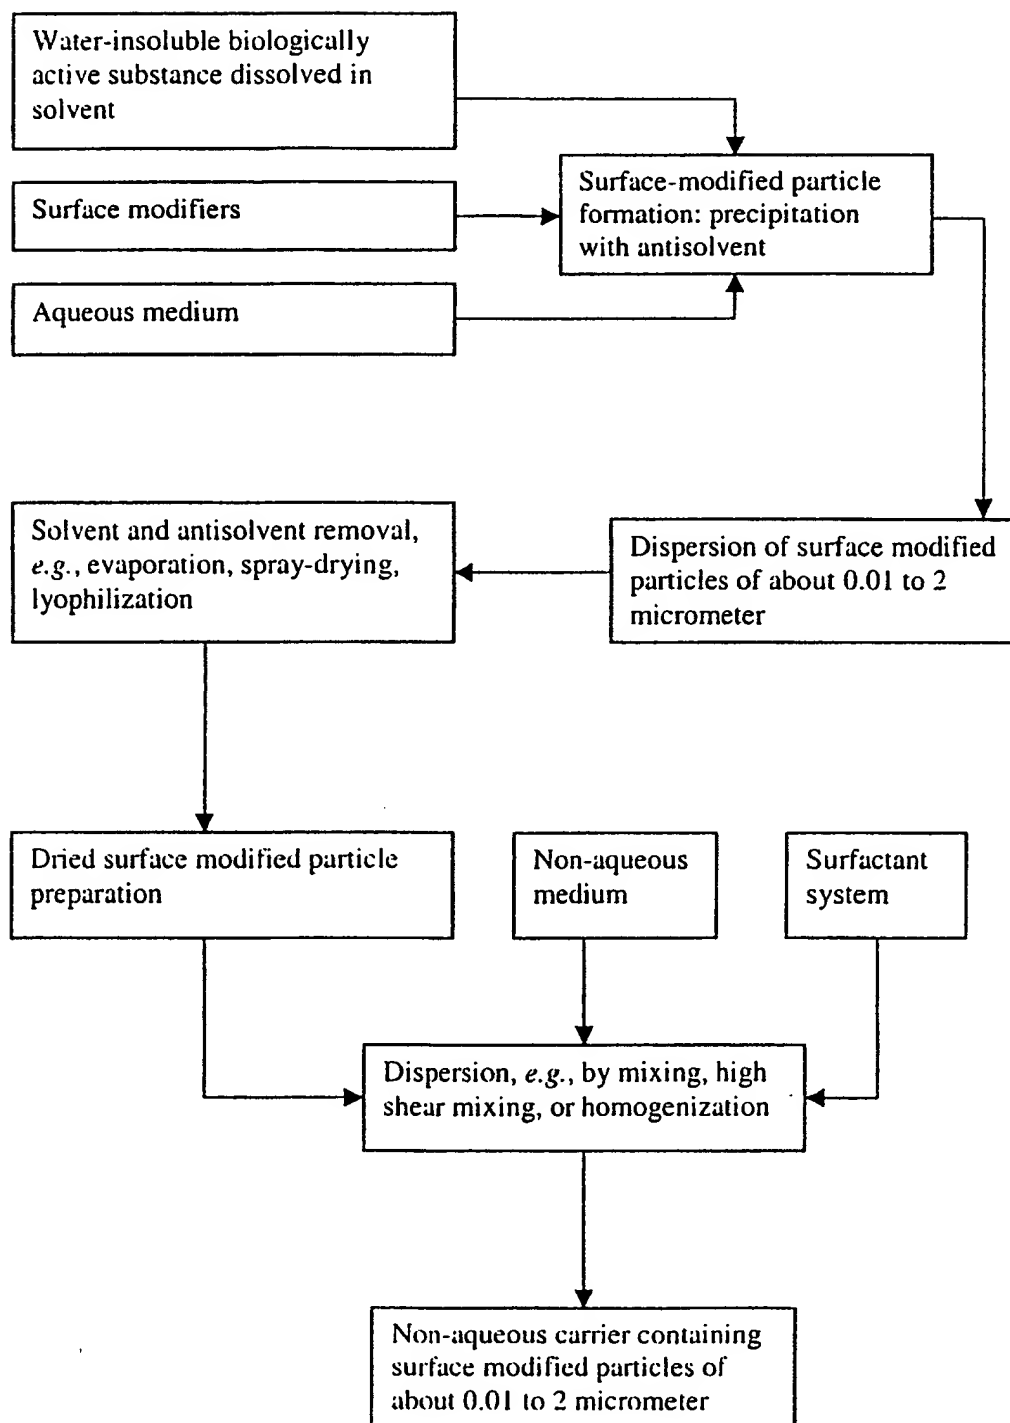 Water-insoluble biologically
active substance dissolved in
solvent
Surface modifiers
Aqueous medium
Surface-modified particle
formation: precipitation
with antisolvent
Dispersion of surface modified
particles of about 0.01 to 2
micrometer
Solvent and antisolvent removal,
e.g., evaporation, spray-drying,
lyophilization
Dried surface modified particle
preparation
Non-aqueous
medium
Surfactant
system
Dispersion, e.g., by mixing, high
shear mixing, or homogenization
Non-aqueous carrier containing
surface modified particles of
about 0.01 to 2 micrometer